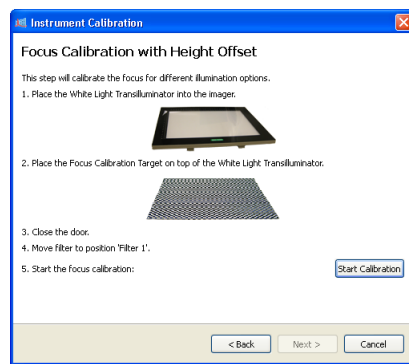 Instrument Calibration
Focus Calibration with Height Offset
This step will calibrate the focus for different illumination options.
1. Place the White Light Transilluminator into the imager.
2. Place the Focus Calibration Target on top of the White Light Transilluminator.
3. Close the door.
4. Move filter to position 'Filter 1'.
5. Start the focus calibration:
Start Calibration
< Back
Next >
Cancel